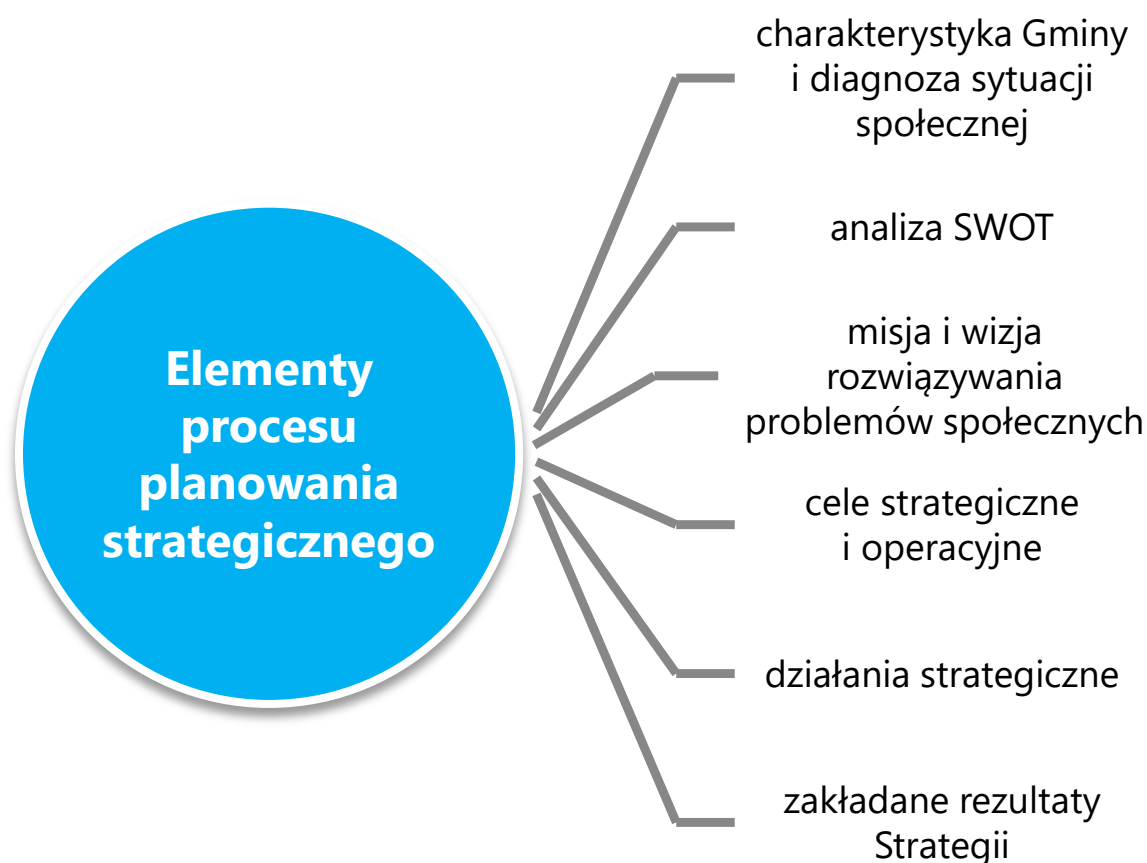 charakterystyka Gminy
i diagnoza sytuacji
społecznej
analiza SWOT
Elementy
procesu
planowania
strategicznego
misja i wizja
rozwiązywania
problemów społecznych
cele strategiczne
i operacyjne
działania strategiczne
zakładane rezultaty
Strategii